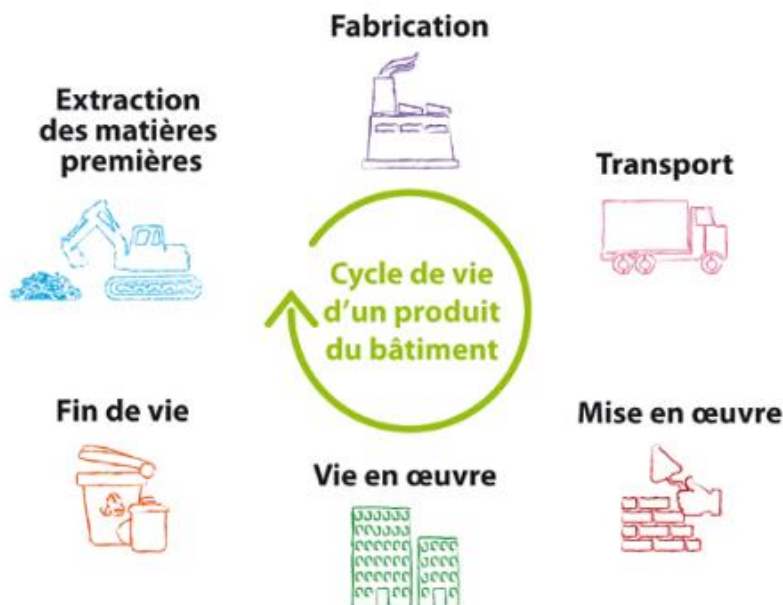 Fabrication
Extraction
des matières
premières
Transport
Cycle de vie
d'un produit
du bâtiment
Fin de vie
Mise en œuvre
Vie en œuvre